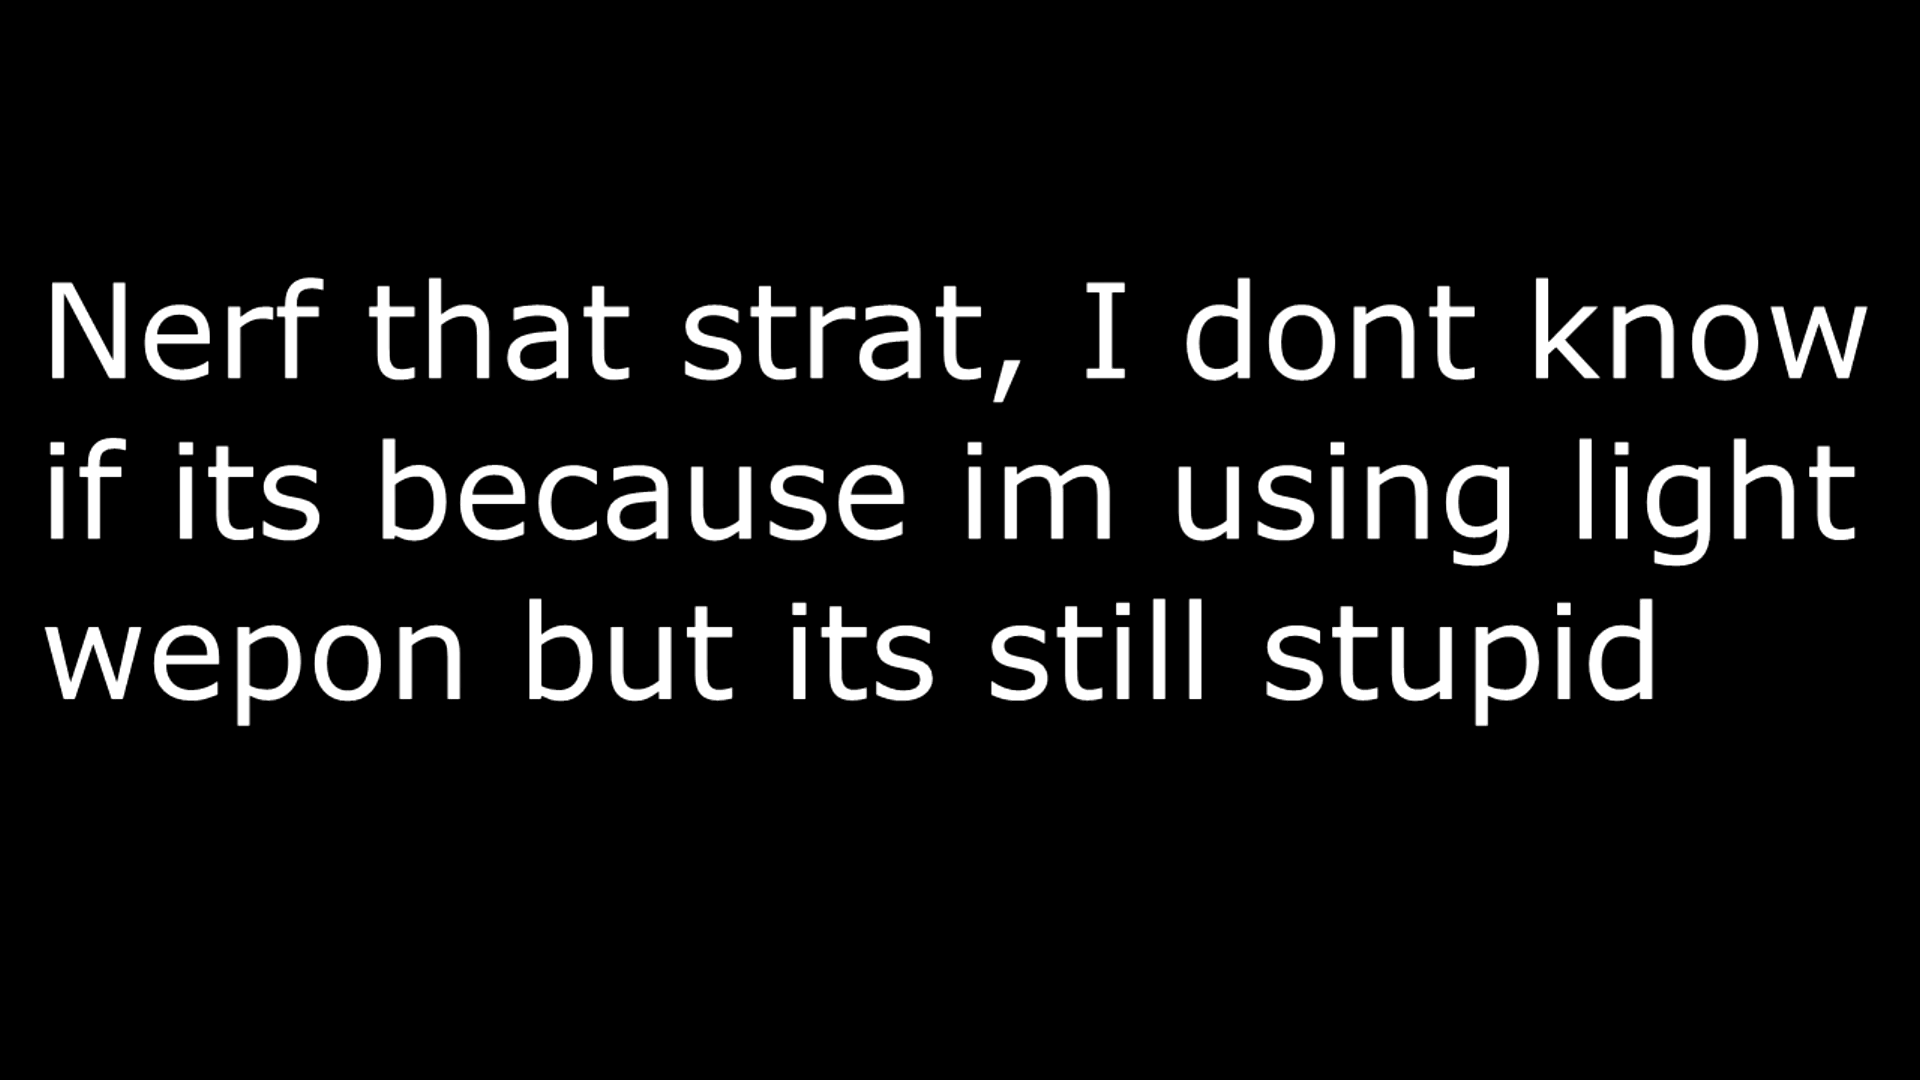 Nerf that strat, I dont know
if its because im using light
wepon but its still stupid